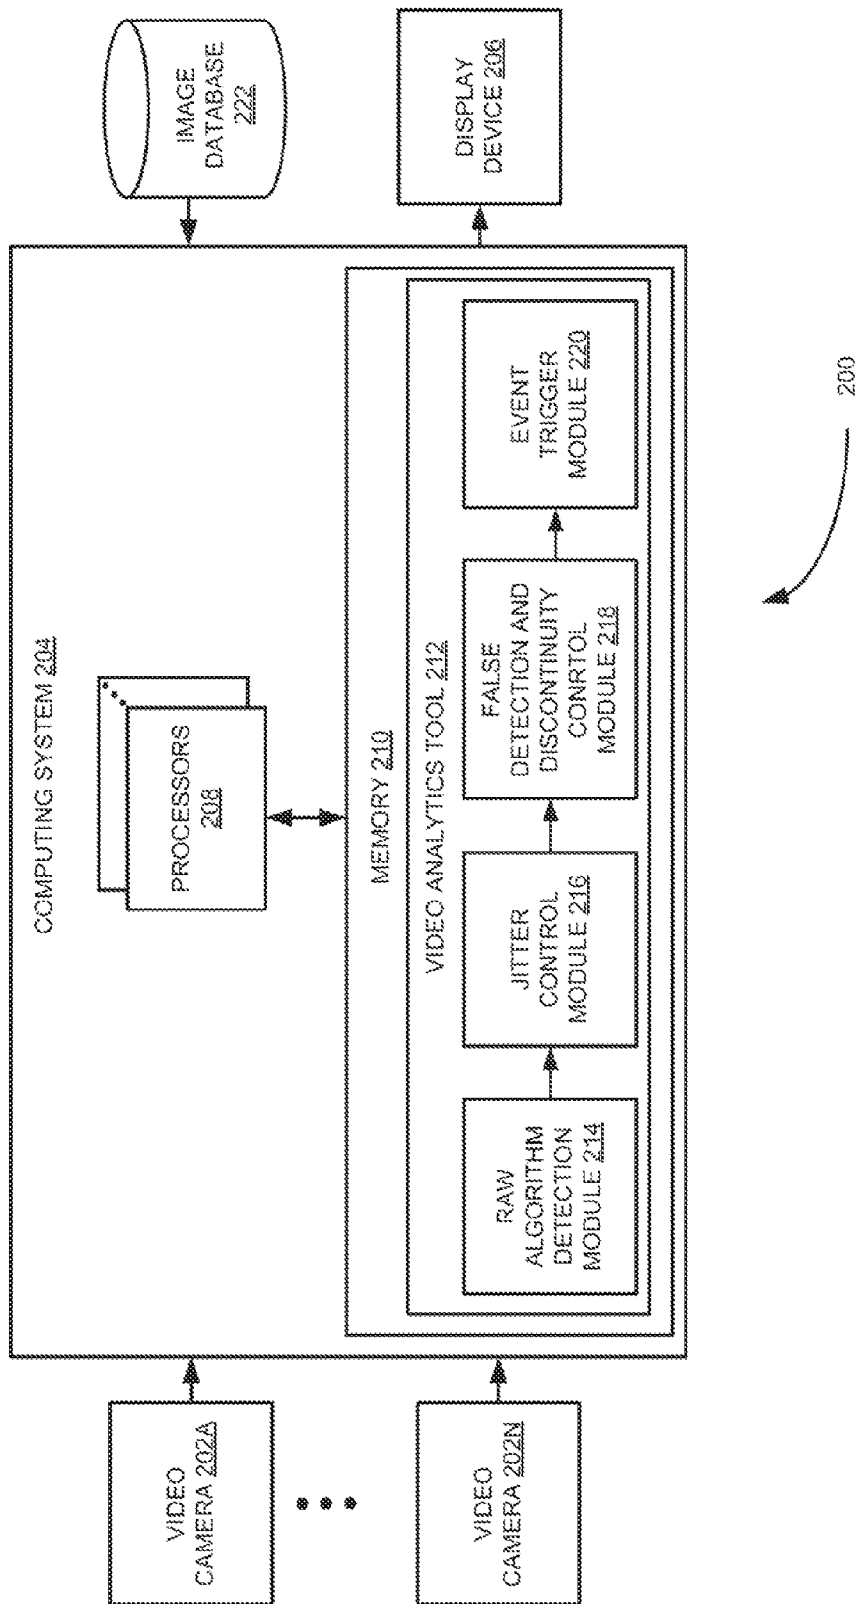 VIDEO
CAMERA 202A
VIDEO
CAMERA 202N
COMPUTING SYSTEM 204
PROCESSORS
208
MEMORY 210
VIDEO ANALYTICS TOOL 212
RAW
ALGORITHM
DETECTION
MODULE 214
JITTER
CONTROL
MODULE 216
FALSE
DETECTION AND
DISCONTINUITY
CONRTOL
MODULE 218
EVENT
TRIGGER
MODULE 220
IMAGE
DATABASE
222
DISPLAY
DEVICE 206
200